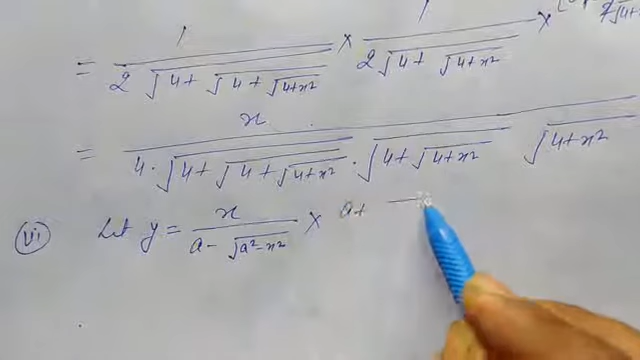 = 1/(2 √(4+√(4+√(4+x²)))) × 1/(2√(4+√(4+x²))) ×
= x/(4·√(4+√(4+√(4+x²))) · √(4+√(4+x²)) √(4+x²))
(vi) Let y = x/(a-√(a²-x²)) × a+